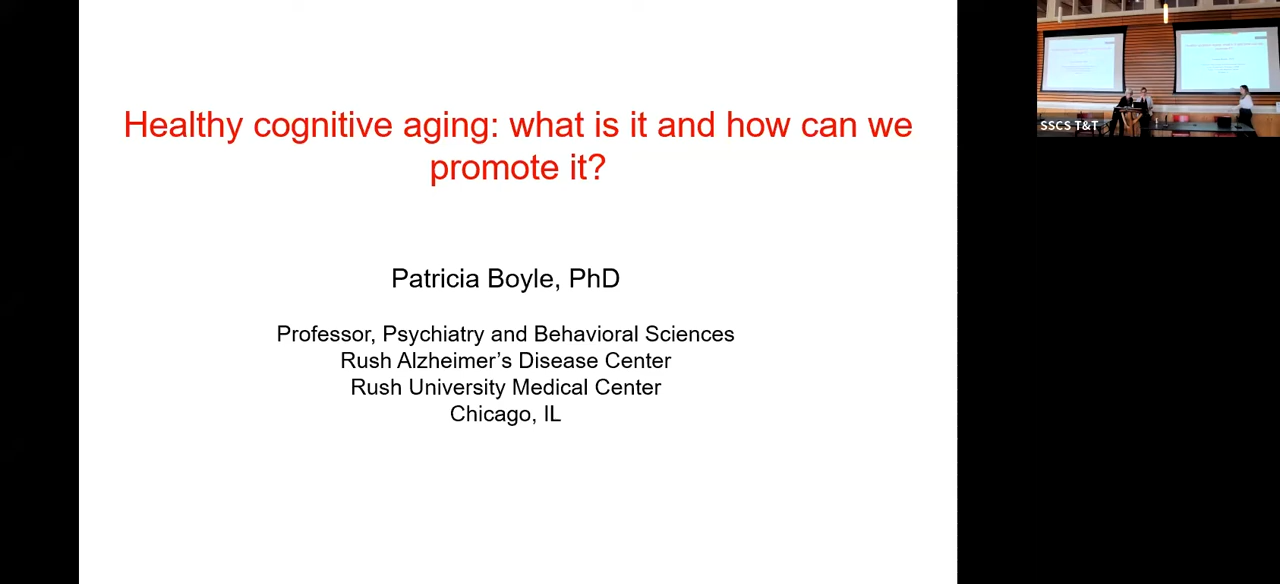 Healthy cognitive aging: what is it and how can we
promote it?
Patricia Boyle, PhD
Professor, Psychiatry and Behavioral Sciences
Rush Alzheimer's Disease Center
Rush University Medical Center
Chicago, IL
SSCS T&T